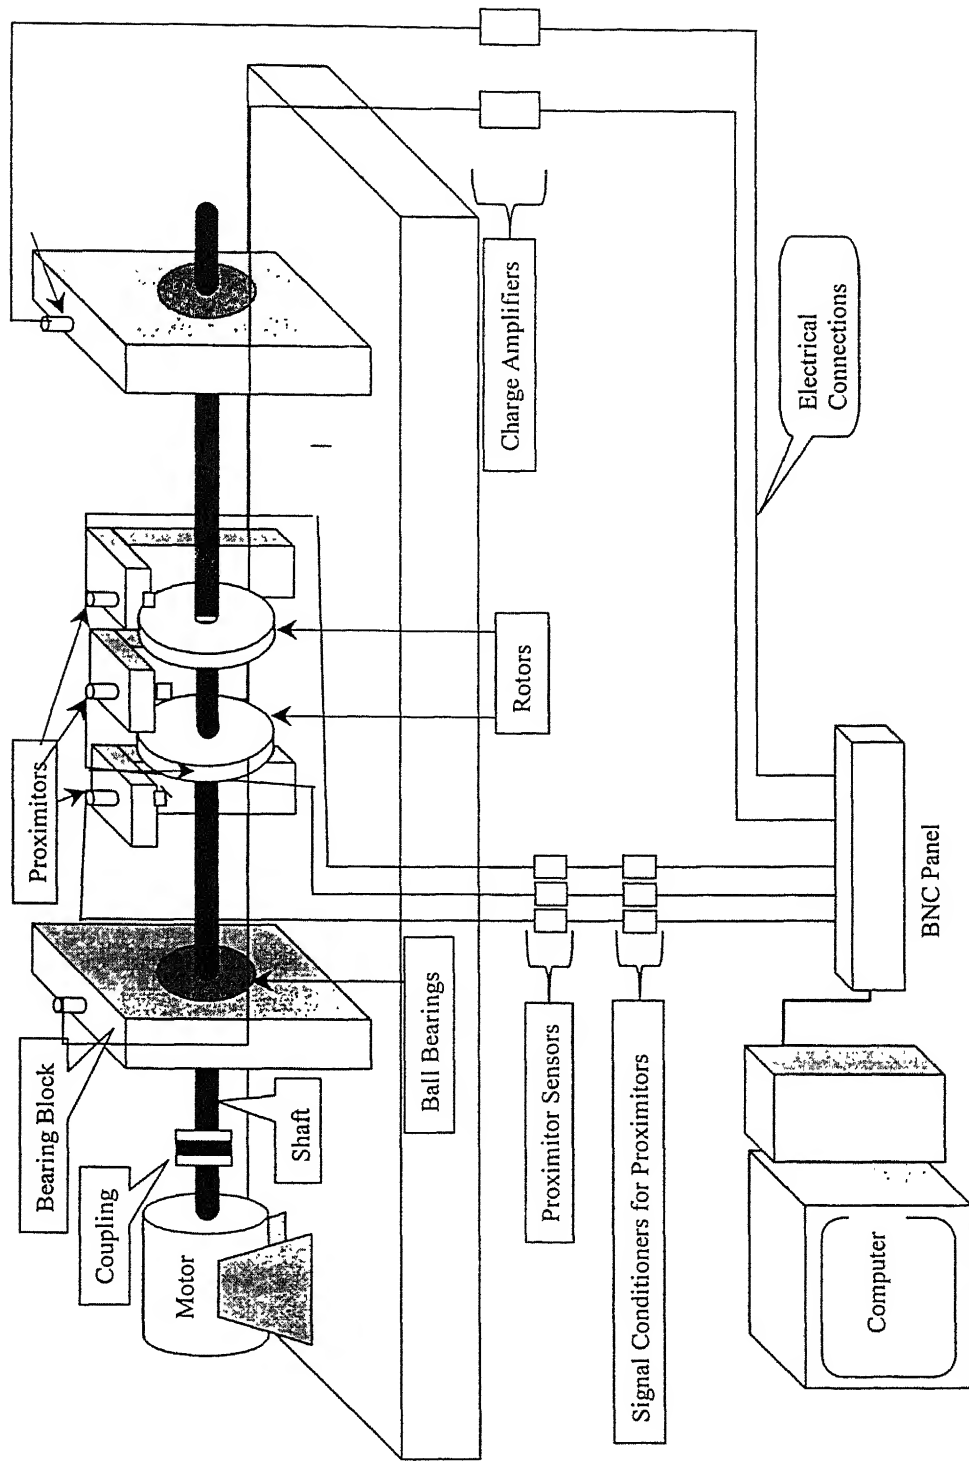 Proximitors
Bearing Block
Coupling
Motor
Shaft
Ball Bearings
Rotors
Charge Amplifiers
Proximitor Sensors
Signal Conditioners for Proximitors
Electrical
Connections
BNC Panel
Computer